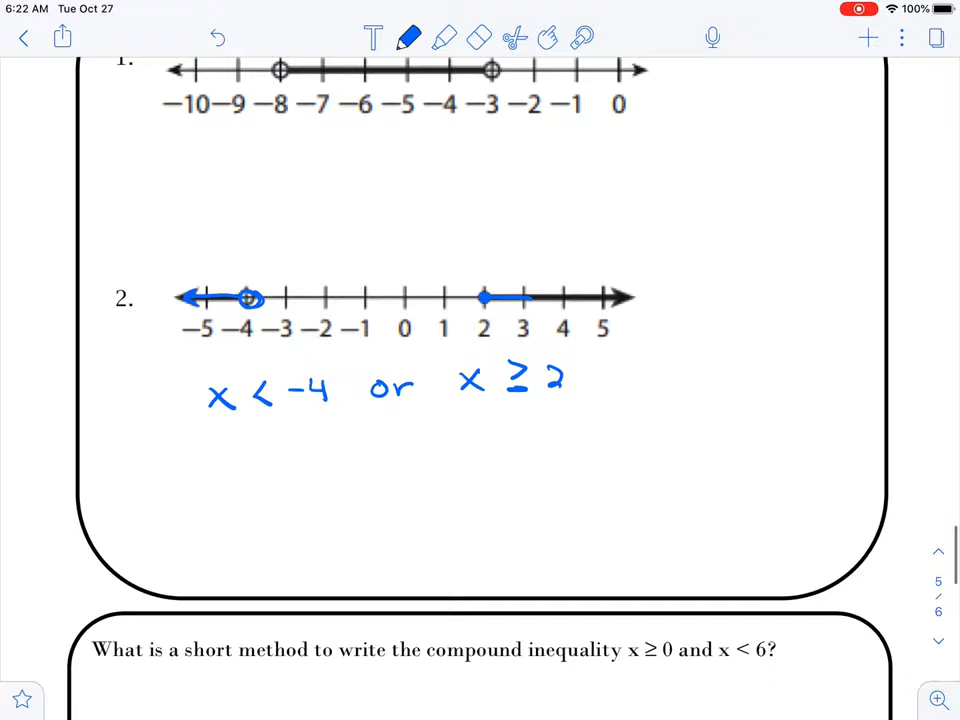 6:22 AM Tue Oct 27 100%
T
1.
−10 −9 −8 −7 −6 −5 −4 −3 −2 −1 0
2.
−5 −4 −3 −2 −1 0 1 2 3 4 5
x < -4 or x ≥ 2
5
/
6
What is a short method to write the compound inequality x ≥ 0 and x < 6?